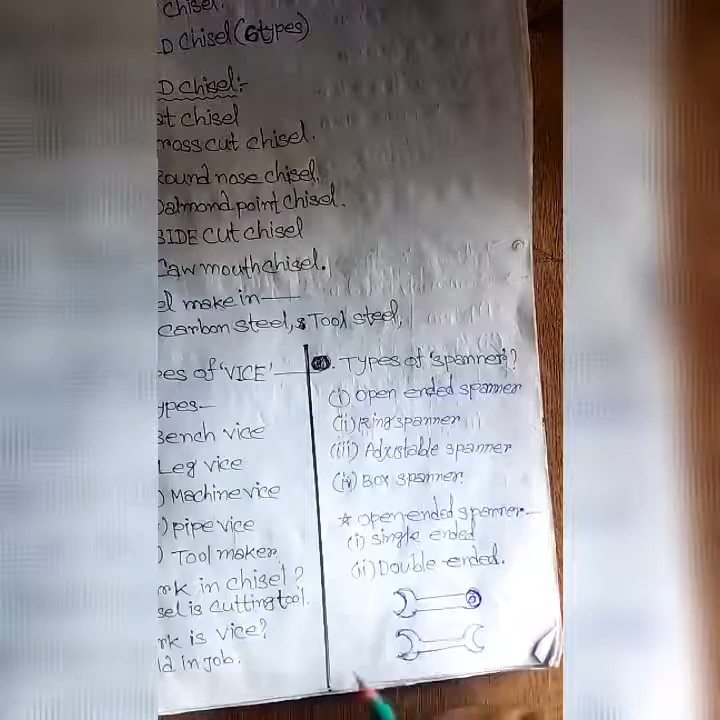 chisel.
D chisel (6 types)
D chisel:-
at chisel
ross cut chisel.
Round nose chisel.
Daimond point chisel.
SIDE cut chisel
Caw mouth chisel.
el make in—
Carbon steel, & Tool steel,
es of 'VICE'—
ypes—
Bench vice
Leg vice
) Machine vice
) pipe vice
) Tool maker
rk in chisel?
sel is cutting tool.
rk is vice?
ld in job.
. Types of 'spanner'?
(i) open ended spanner
(ii) Ring spanner
(iii) Adjustable spanner
(iv) Box spanner
☆ open ended spanner—
(i) single ended
(ii) Double-ended.